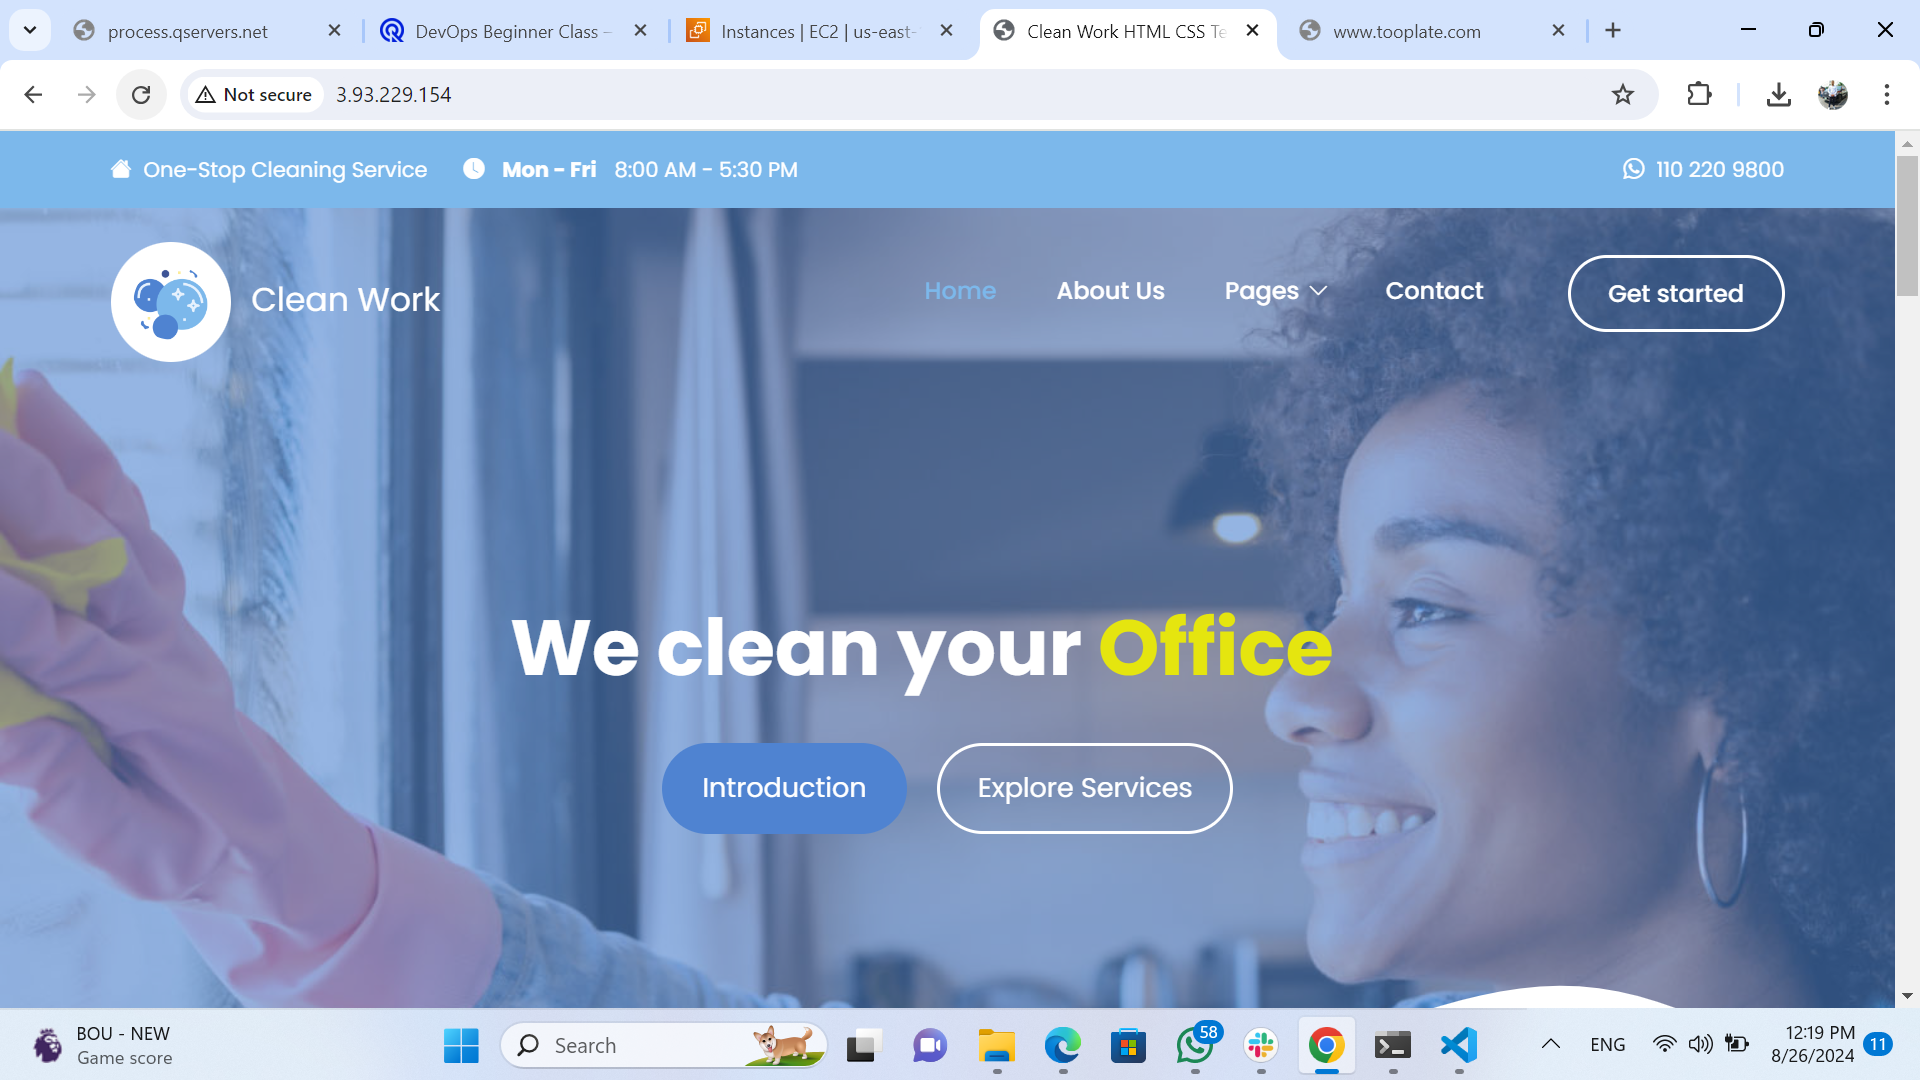 process.qservers.net
DevOps Beginner Class –
Instances | EC2 | us-east-
Clean Work HTML CSS Te
www.tooplate.com
Not secure
3.93.229.154
One-Stop Cleaning Service
Mon - Fri 8:00 AM - 5:30 PM
110 220 9800
Clean Work
Home
About Us
Pages
Contact
Get started
We clean your Office
Introduction
Explore Services
BOU - NEW
Game score
Search
58
ENG
12:19 PM
8/26/2024
11